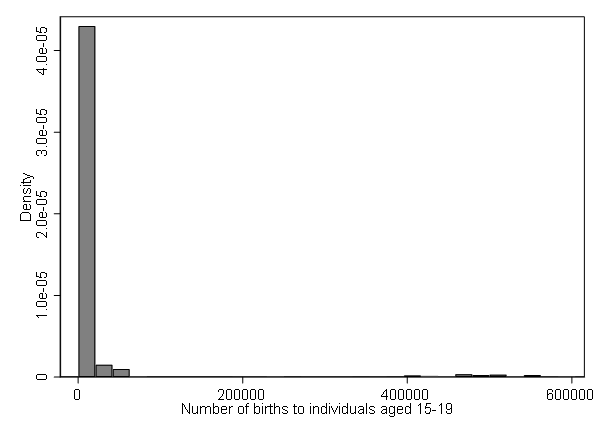 4.0e-05
3.0e-05
2.0e-05
1.0e-05
0
Density
0 200000 400000 600000
Number of births to individuals aged 15-19